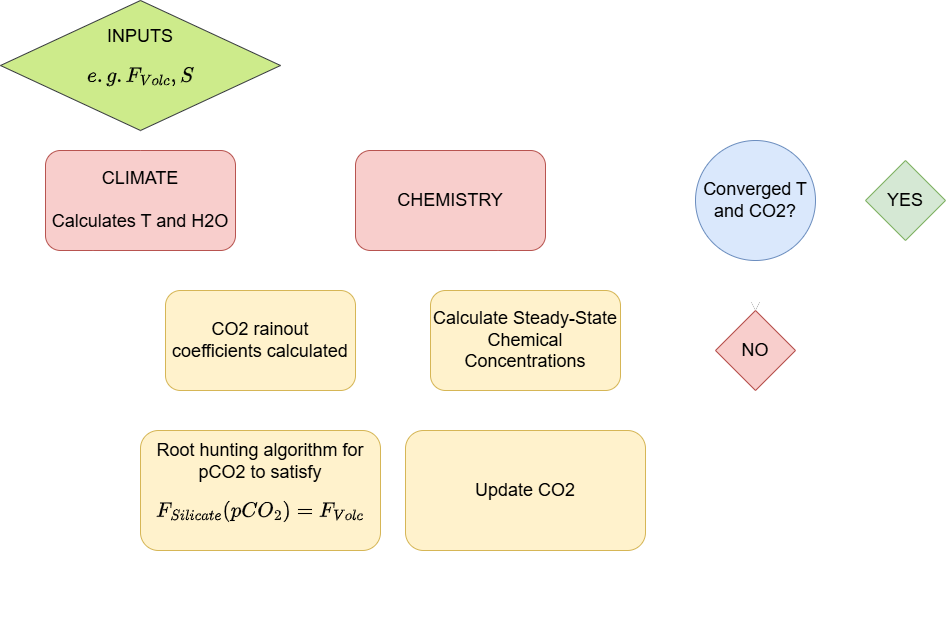 INPUTS
e.g. F_{Volc}, S
CLIMATE
Calculates T and H2O
CHEMISTRY
Converged T
and CO2?
YES
CO2 rainout
coefficients calculated
Calculate Steady-State
Chemical
Concentrations
NO
Root hunting algorithm for
pCO2 to satisfy
F_{Silicate}(pCO_2) = F_{Volc}
Update CO2